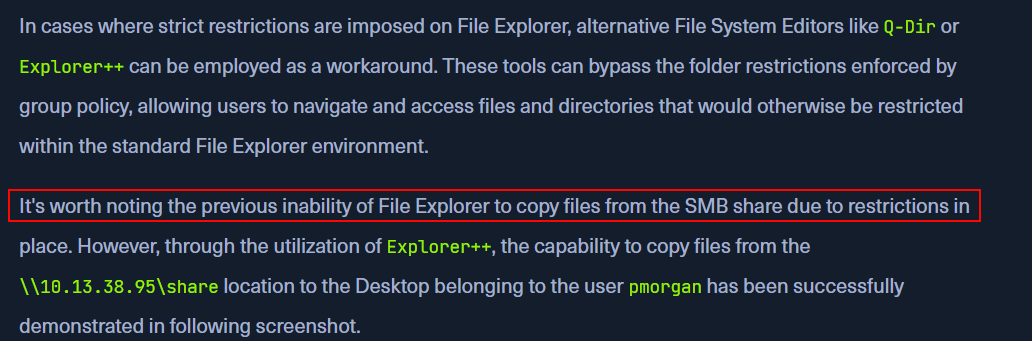 In cases where strict restrictions are imposed on File Explorer, alternative File System Editors like Q-Dir or
Explorer++ can be employed as a workaround. These tools can bypass the folder restrictions enforced by
group policy, allowing users to navigate and access files and directories that would otherwise be restricted
within the standard File Explorer environment.
It's worth noting the previous inability of File Explorer to copy files from the SMB share due to restrictions in
place. However, through the utilization of Explorer++, the capability to copy files from the
\\10.13.38.95\share location to the Desktop belonging to the user pmorgan has been successfully
demonstrated in following screenshot.